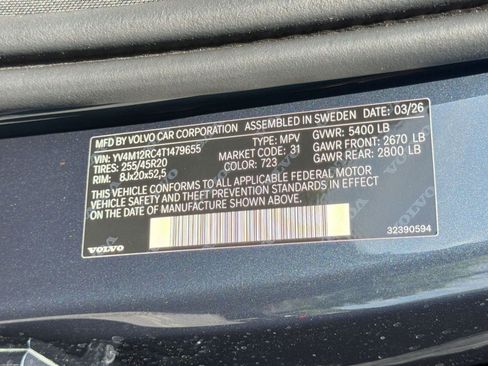 MFD BY VOLVO CAR CORPORATION ASSEMBLED IN SWEDEN DATE: 03/26
VIN: YV4M12RC4T1479655 TYPE: MPV GVWR: 5400 LB
TIRES: 255/45R20 MARKET CODE: 31 GAWR FRONT: 2670 LB
RIM: 8Jx20x52,5 COLOR: 723 GAWR REAR: 2800 LB
THIS VEHICLE CONFORMS TO ALL APPLICABLE FEDERAL MOTOR
VEHICLE SAFETY AND THEFT PREVENTION STANDARDS IN EFFECT
ON THE DATE OF MANUFACTURE SHOWN ABOVE.
VOLVO 32390594